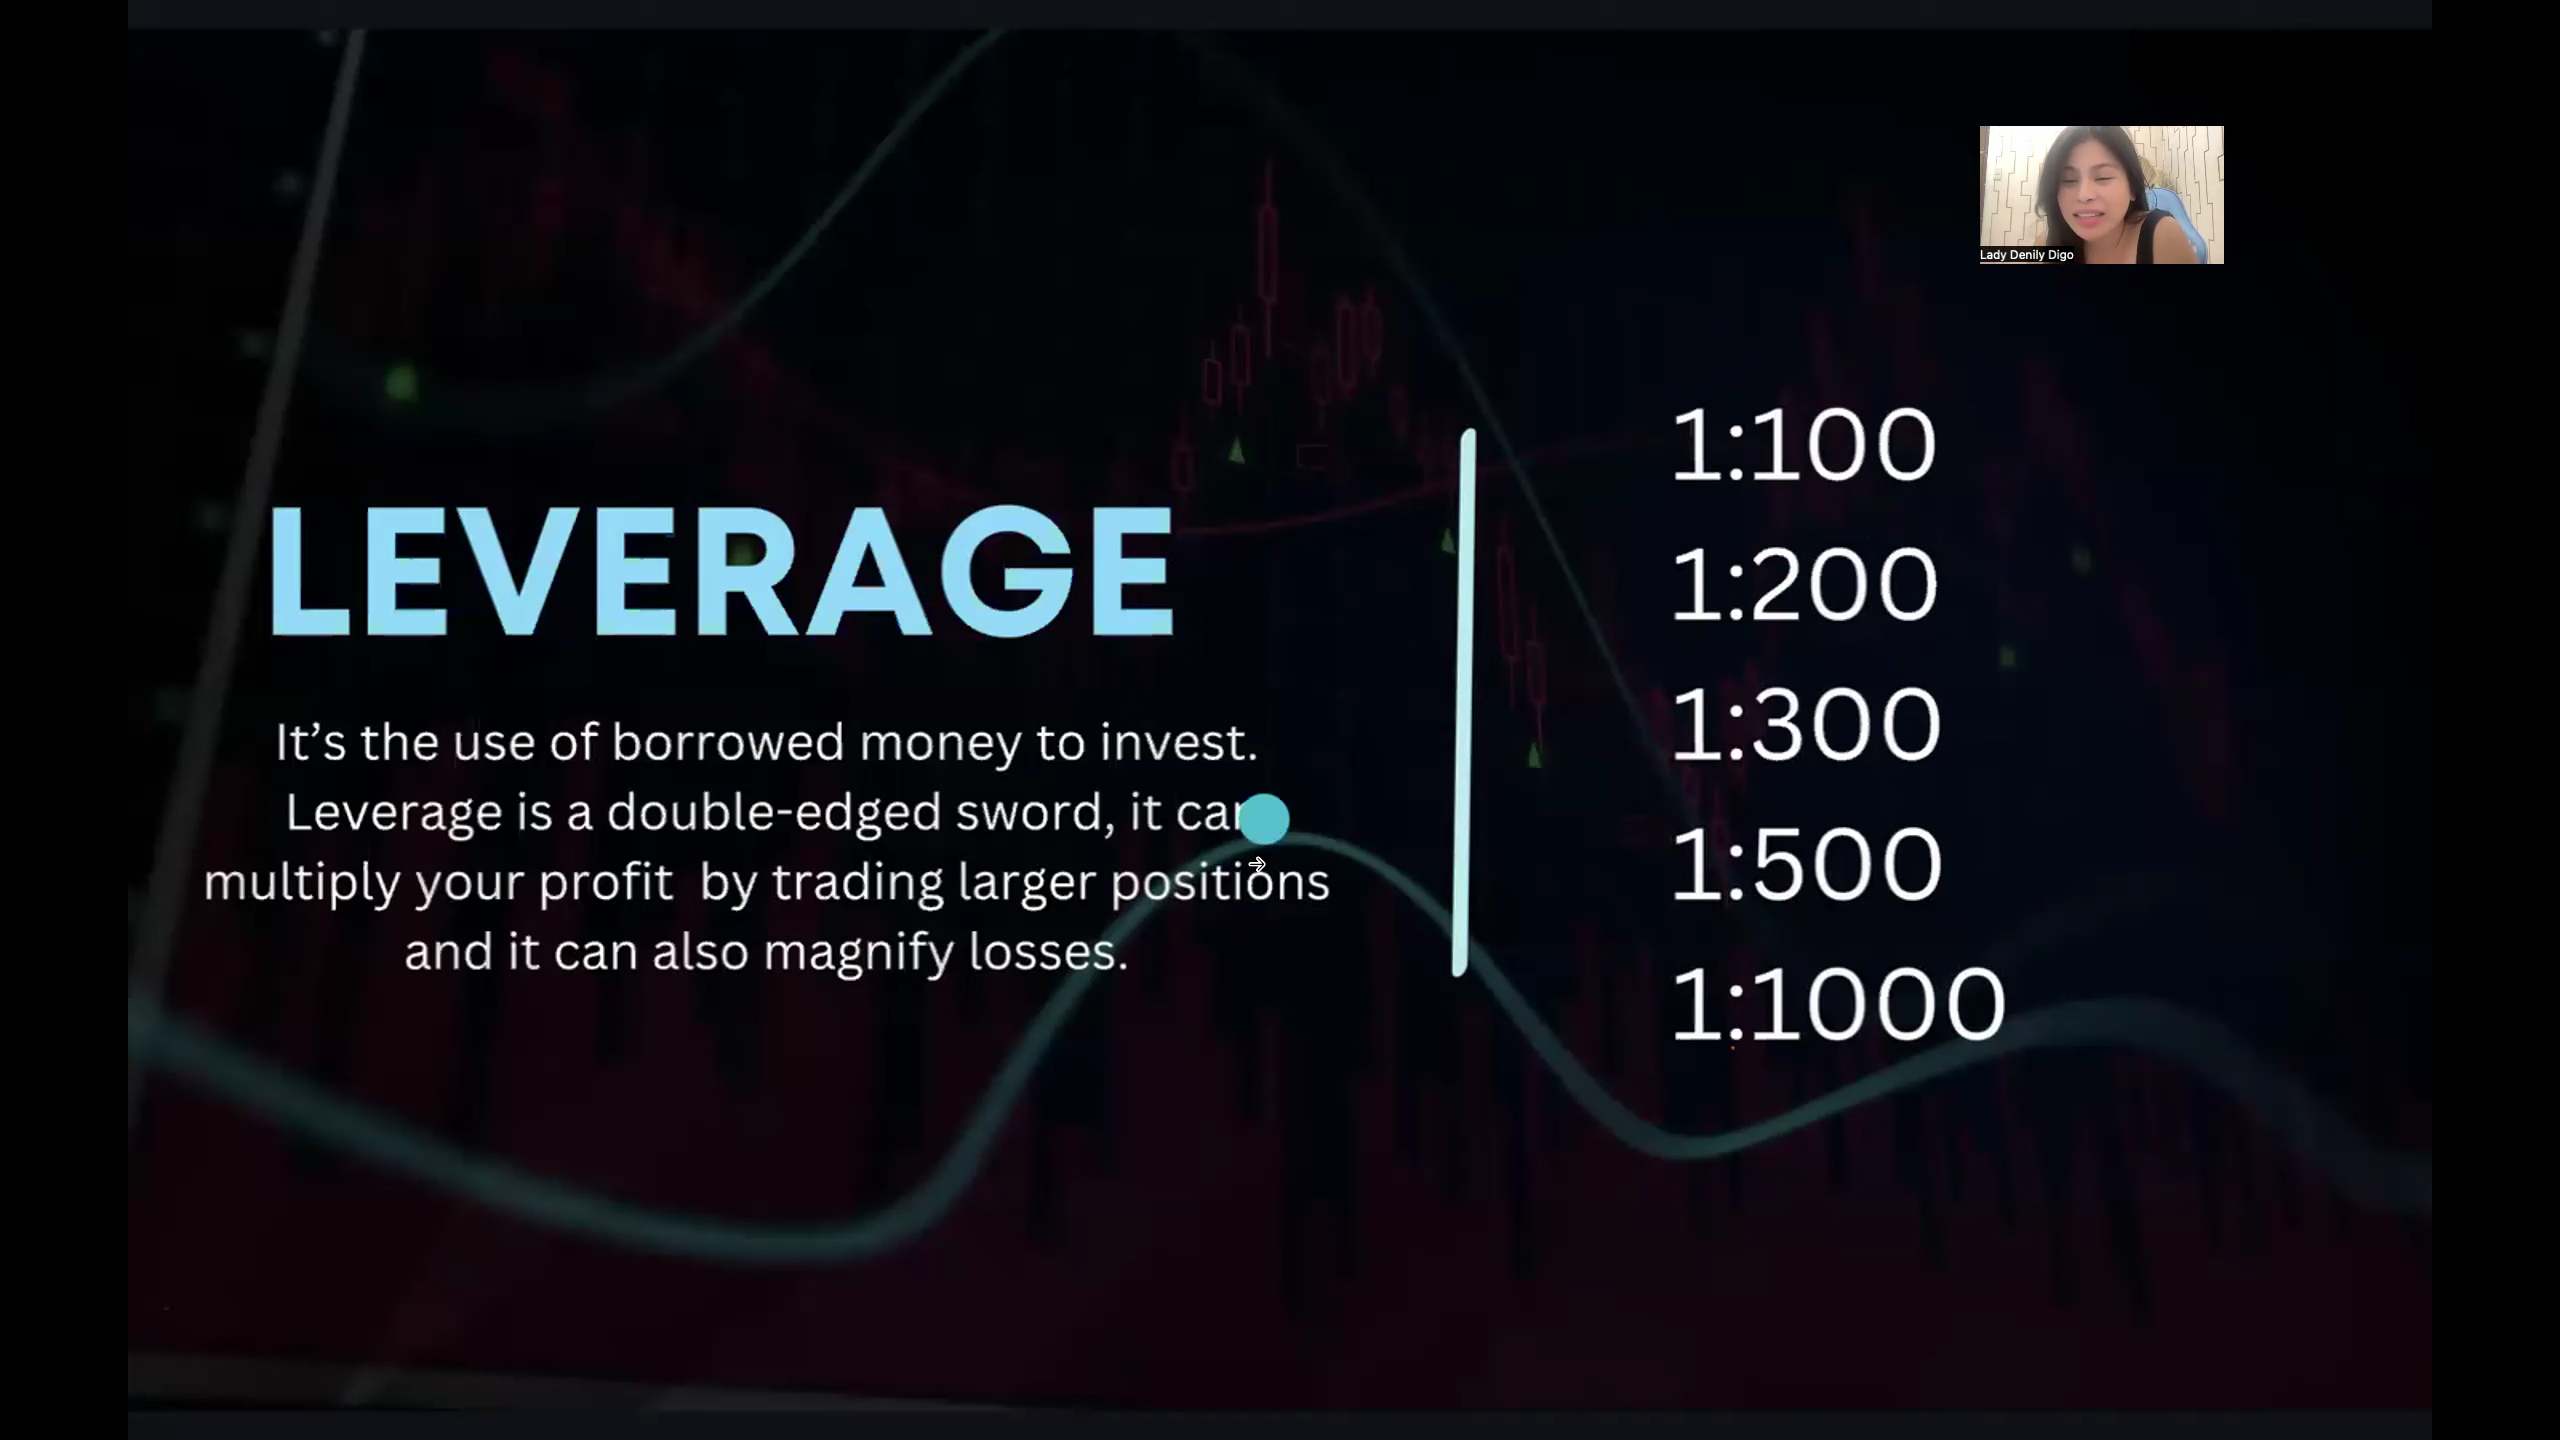 Lady Denily Digo
LEVERAGE
It’s the use of borrowed money to invest.
Leverage is a double-edged sword, it can
multiply your profit by trading larger positions
and it can also magnify losses.
1:100
1:200
1:300
1:500
1:1000